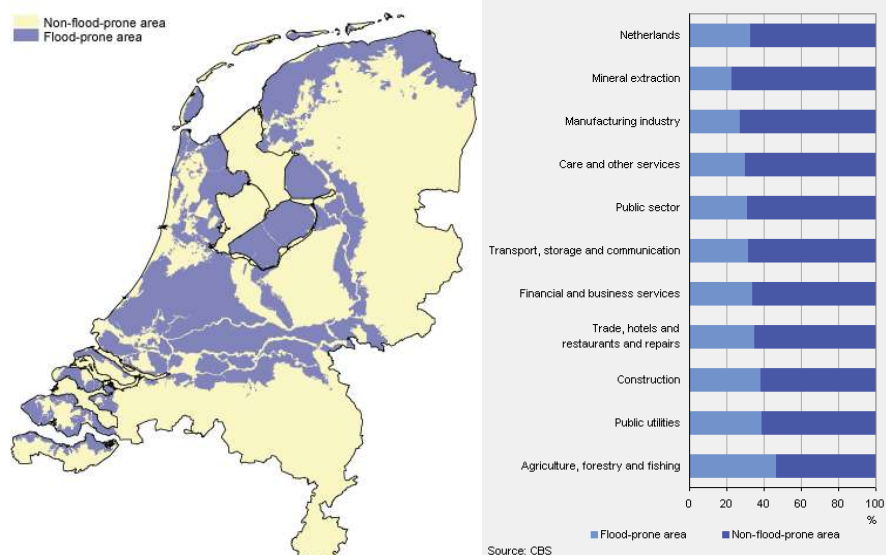 Non-flood-prone area
Flood-prone area
Netherlands
Mineral extraction
Manufacturing industry
Care and other services
Public sector
Transport, storage and communication
Financial and business services
Trade, hotels and
restaurants and repairs
Construction
Public utilities
Agriculture, forestry and fishing
0 20 40 60 80 100
%
Flood-prone area Non-flood-prone area
Source: CBS